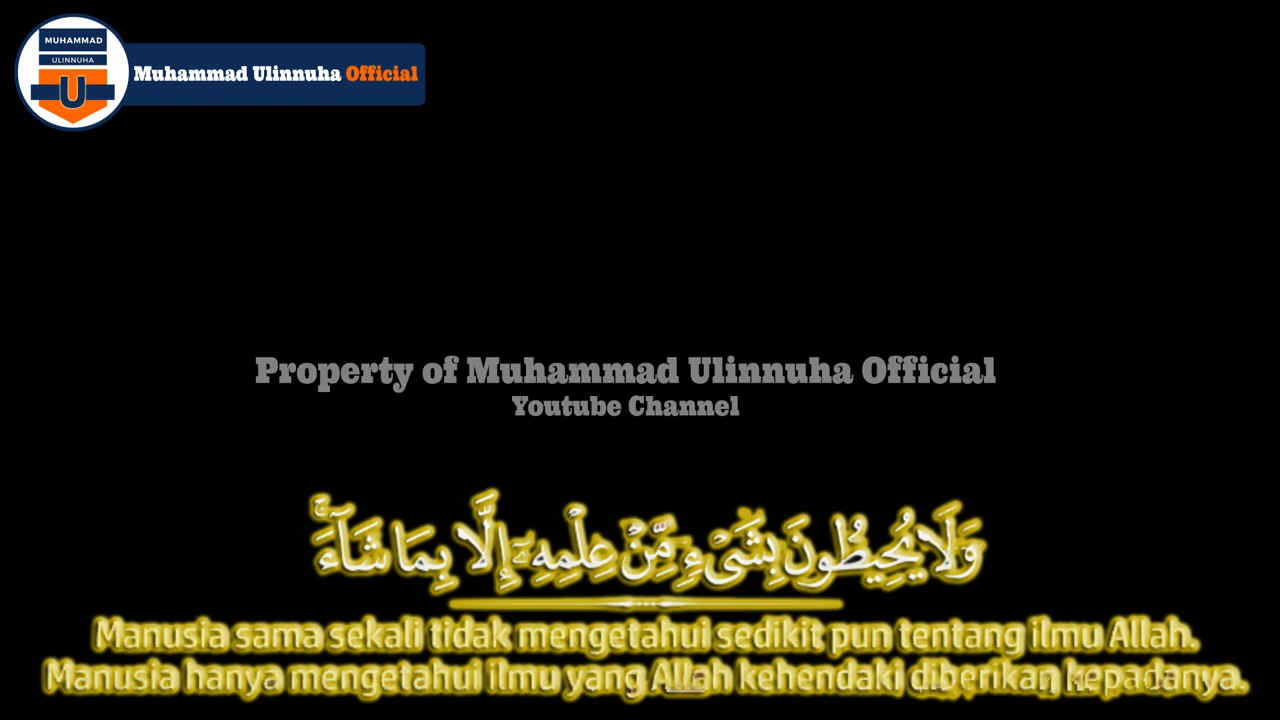 MUHAMMAD
ULINNUHA
U
Muhammad Ulinnuha Official
Property of Muhammad Ulinnuha Official
Youtube Channel
وَلَا يُحِيطُونَ بِشَىْءٍ مِّنْ عِلْمِهِۦٓ إِلَّا بِمَا شَآءَ ۚ
Manusia sama sekali tidak mengetahui sedikit pun tentang ilmu Allah.
Manusia hanya mengetahui ilmu yang Allah kehendaki diberikan kepadanya.